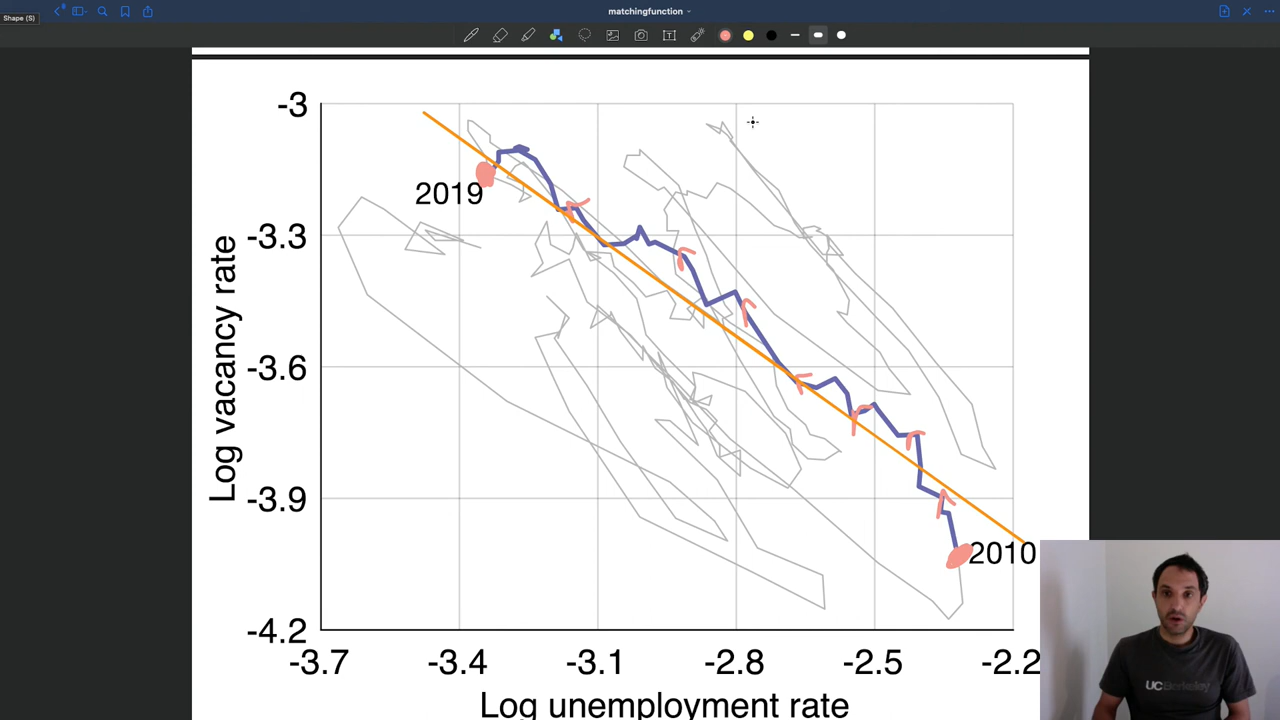 matchingfunction
Shape (S)
T
-3
2019
-3.3
-3.6
-3.9
2010
-4.2
-3.7 -3.4 -3.1 -2.8 -2.5 -2.2
Log vacancy rate
Log unemployment rate
UC Berkeley